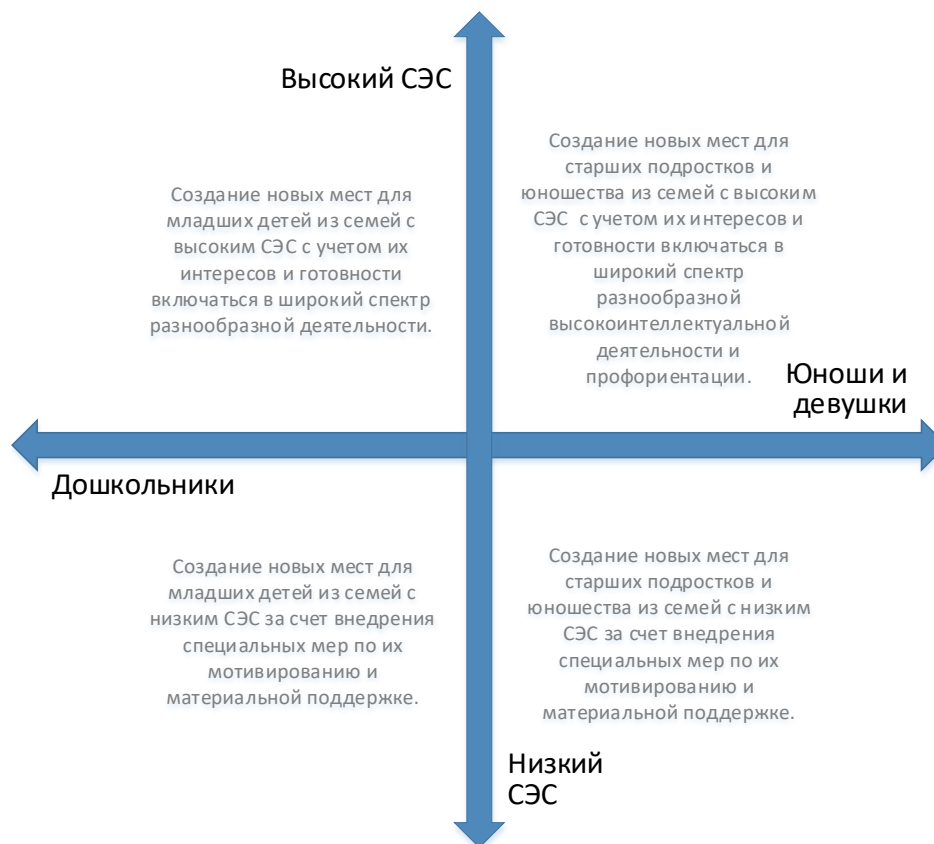 Высокий СЭС
Создание новых мест для
младших детей из семей с
высоким СЭС с учетом их
интересов и готовности
включаться в широкий спектр
разнообразной деятельности.
Создание новых мест для
старших подростков и
юношества из семей с высоким
СЭС с учетом их интересов и
готовности включаться в
широкий спектр
разнообразной
высокоинтеллектуальной
деятельности и
профориентации.
Юноши и
девушки
Дошкольники
Создание новых мест для
младших детей из семей с
низким СЭС за счет внедрения
специальных мер по их
мотивированию и
материальной поддержке.
Создание новых мест для
старших подростков и
юношества из семей с низким
СЭС за счет внедрения
специальных мер по их
мотивированию и
материальной поддержке.
Низкий
СЭС